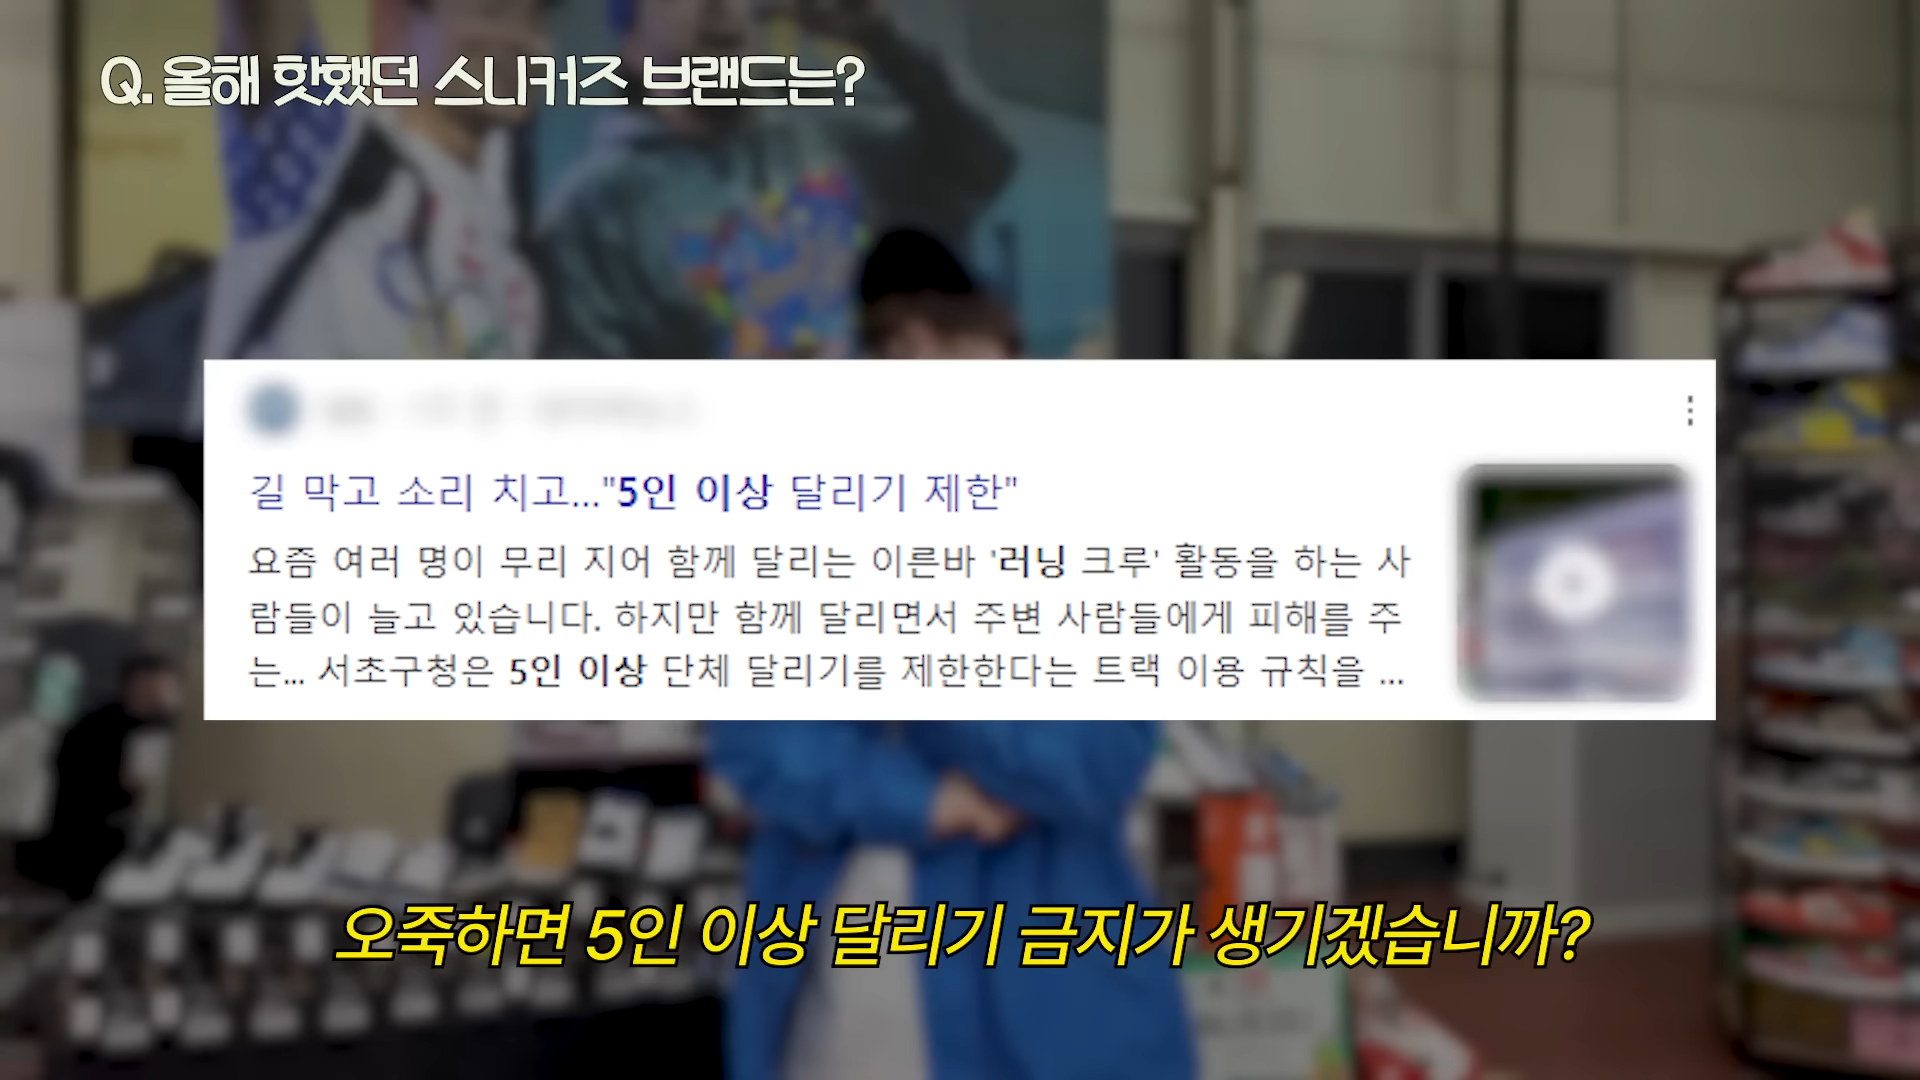 Q. 올해 핫했던 스니커즈 브랜드는?
길 막고 소리 치고..."5인 이상 달리기 제한"
요즘 여러 명이 무리 지어 함께 달리는 이른바 '러닝 크루' 활동을 하는 사
람들이 늘고 있습니다. 하지만 함께 달리면서 주변 사람들에게 피해를 주
는... 서초구청은 5인 이상 단체 달리기를 제한한다는 트랙 이용 규칙을 ...
오죽하면 5인 이상 달리기 금지가 생기겠습니까?